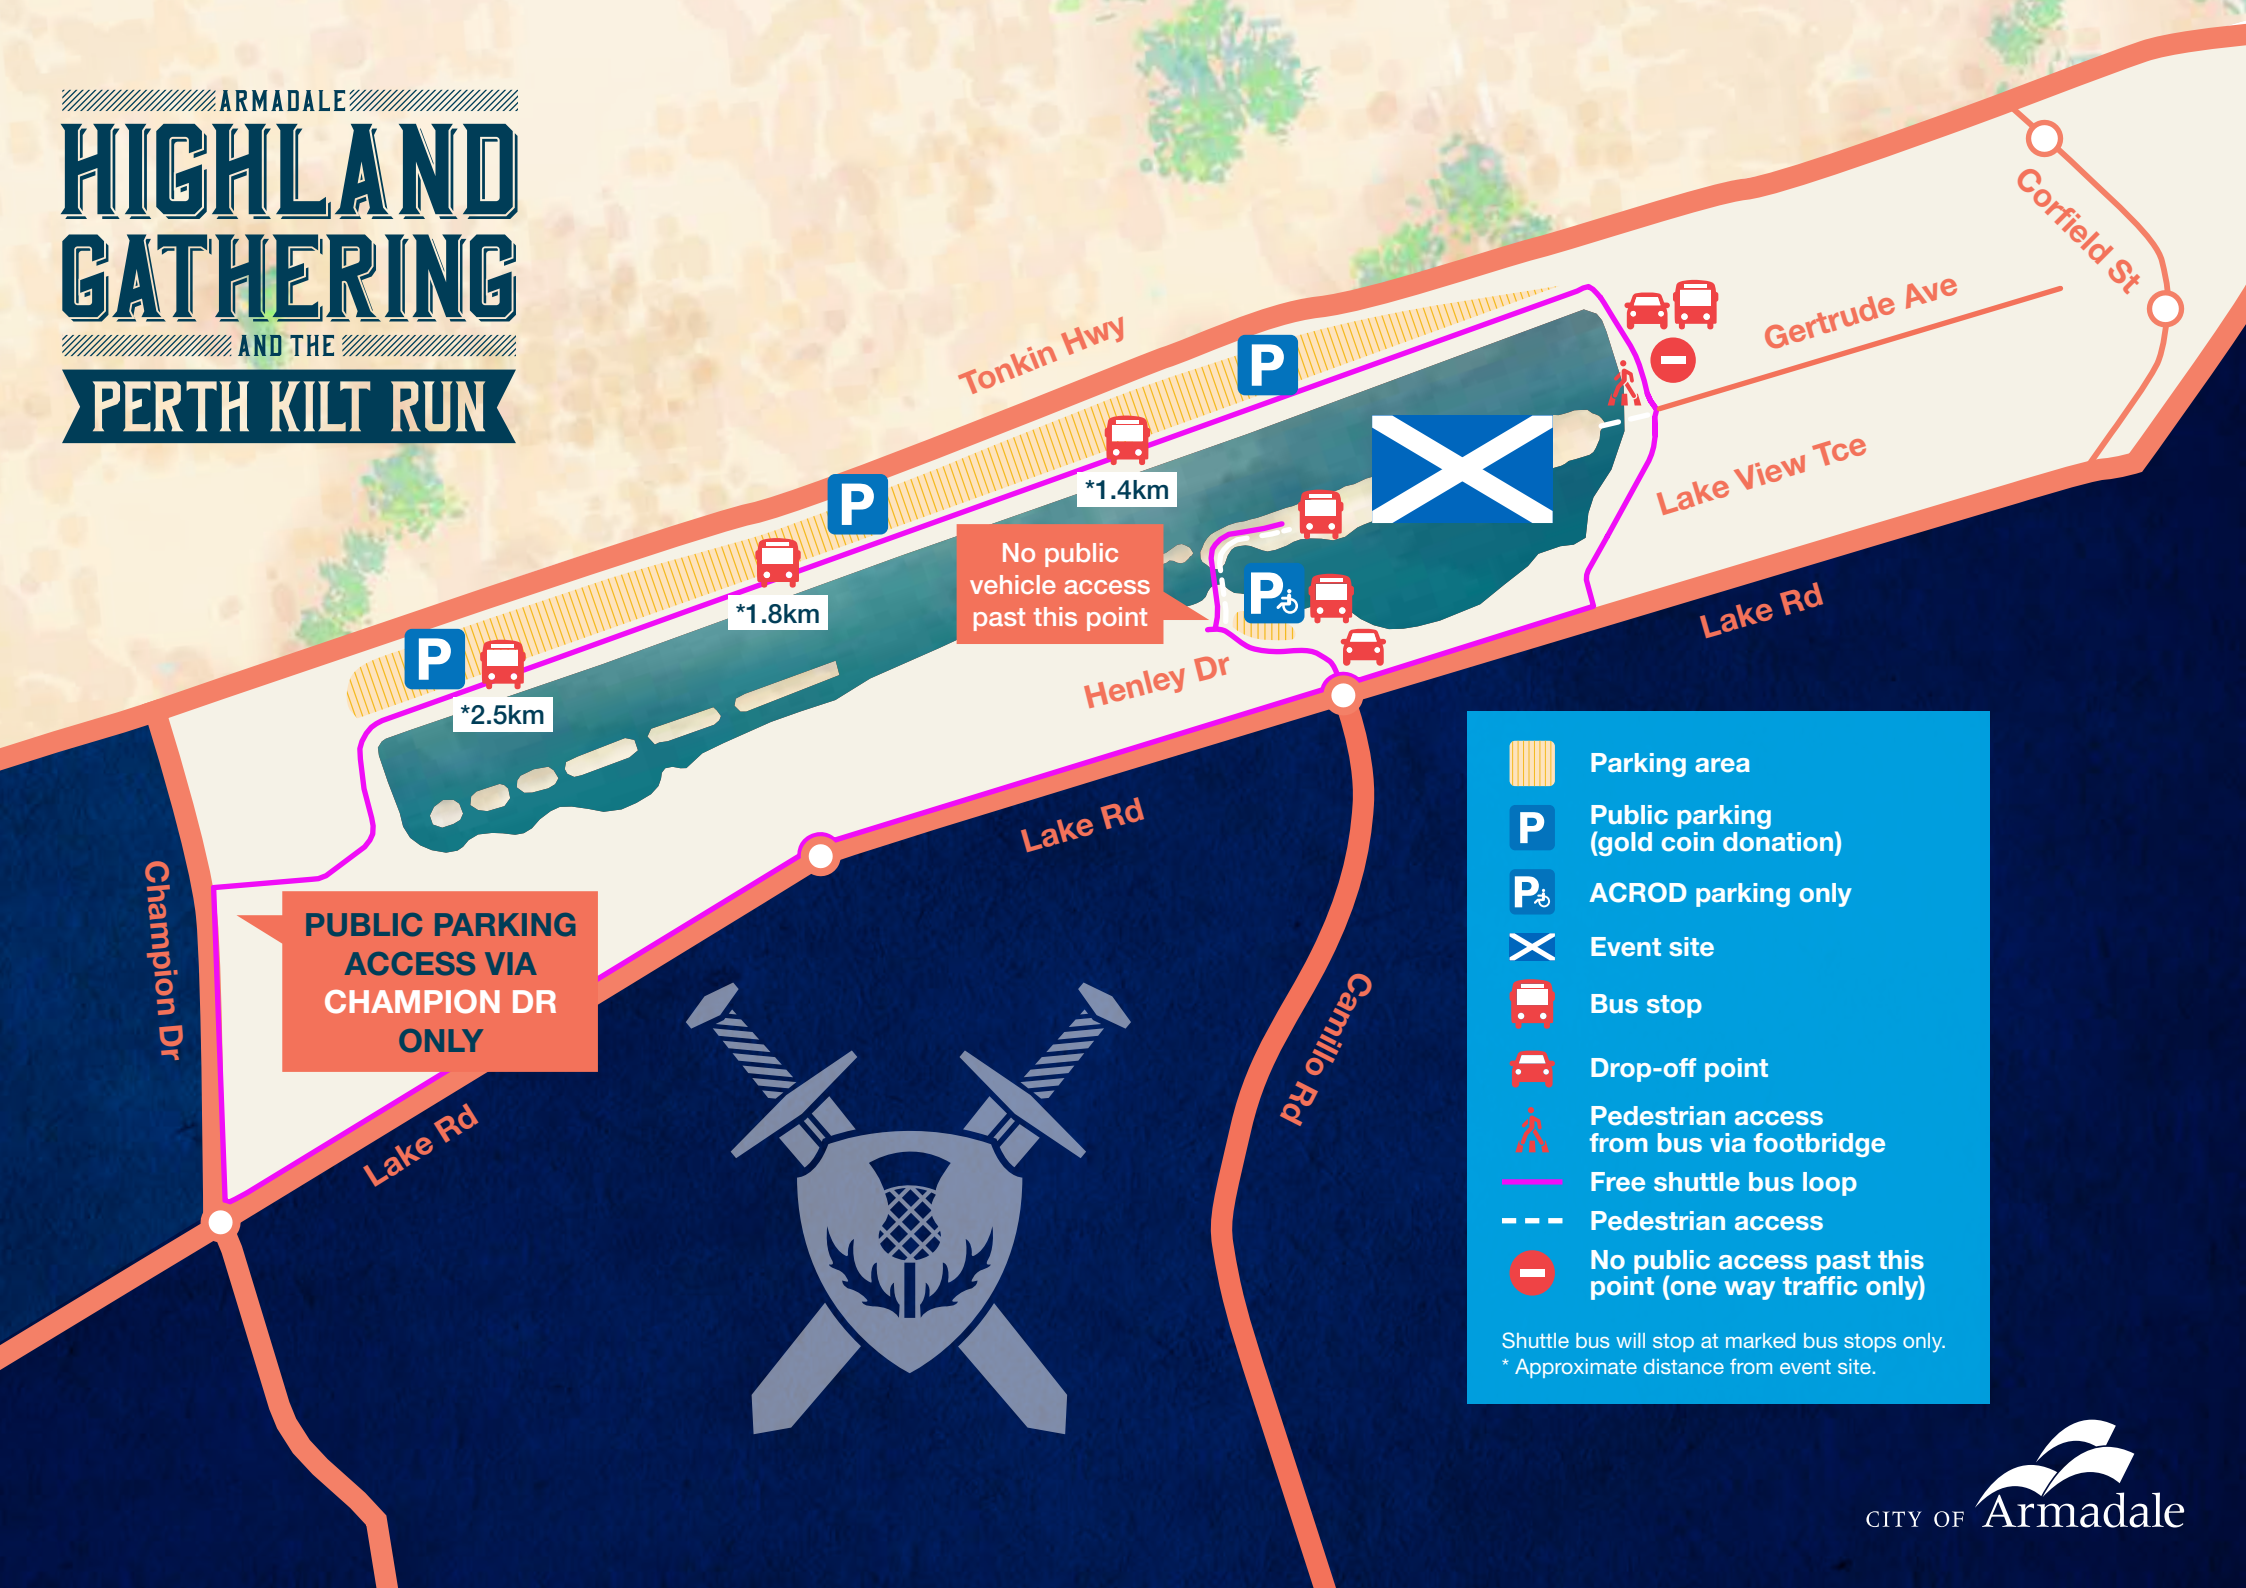 ARMADALE
HIGHLAND
GATHERING
AND THE
PERTH KILT RUN
Tonkin Hwy
Corfield St
Gertrude Ave
Lake View Tce
P
*1.4km
P
*1.8km
P
*2.5km
No public
vehicle access
past this point
P
Henley Dr
Lake Rd
Lake Rd
Lake Rd
Champion Dr
Camillo Rd
PUBLIC PARKING
ACCESS VIA
CHAMPION DR
ONLY
Parking area
P
Public parking
(gold coin donation)
P
ACROD parking only
Event site
Bus stop
Drop-off point
Pedestrian access
from bus via footbridge
Free shuttle bus loop
Pedestrian access
No public access past this
point (one way traffic only)
Shuttle bus will stop at marked bus stops only.
* Approximate distance from event site.
CITY OF Armadale